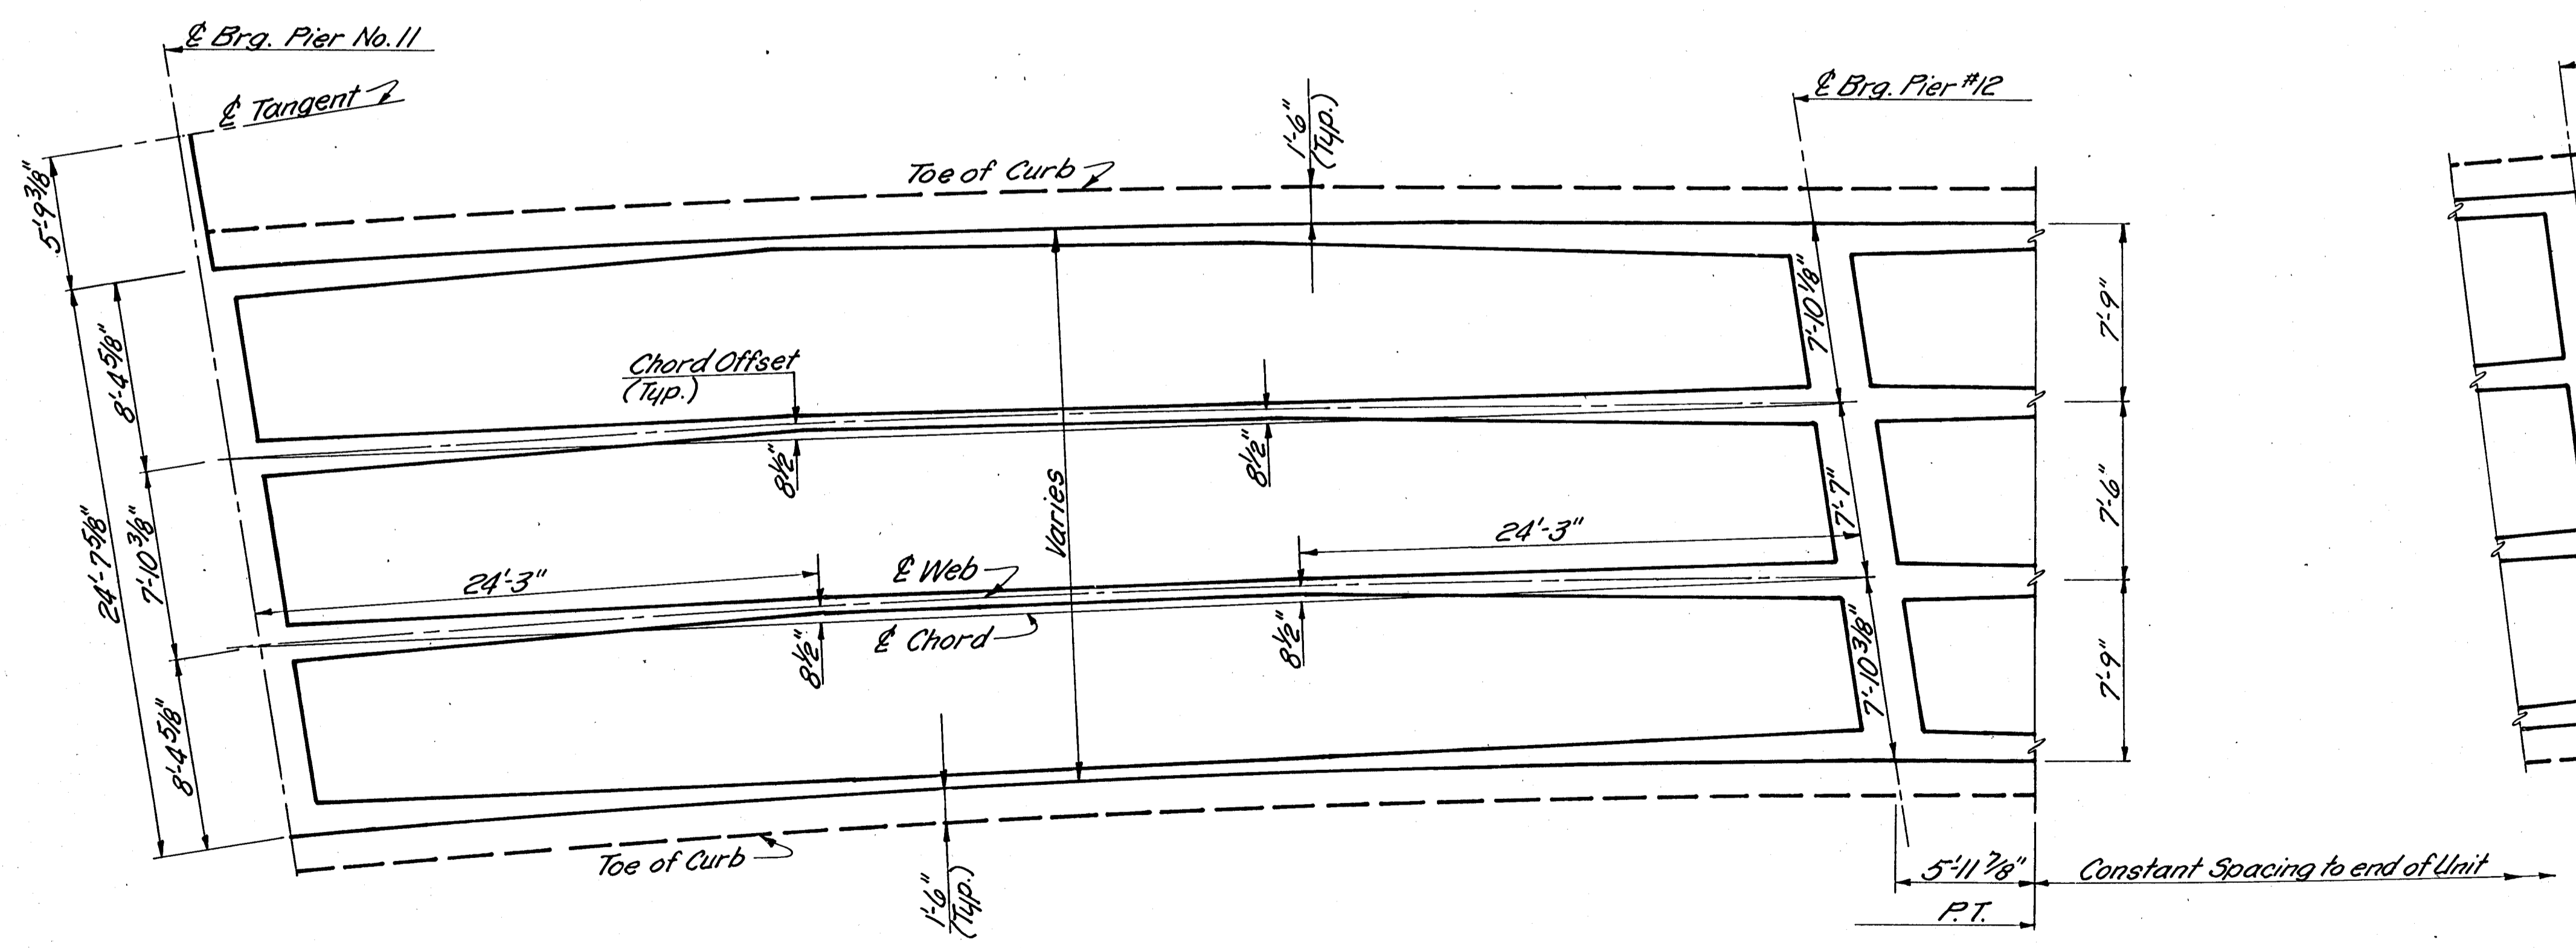 ℄ Brg. Pier No. 11
℄ Tangent
5'-9 3/8"
Toe of Curb
1'-6"
(Typ.)
℄ Brg. Pier #12
8'-4 5/8"
Chord Offset
(Typ.)
8 1/2"
8 1/2"
7'-10 1/8"
7'-9"
24'-7 5/8"
7'-10 3/8"
24'-3"
Varies
℄ Web
24'-3"
7'-7"
7'-6"
8 1/2"
℄ Chord
8 1/2"
7'-10 3/8"
7'-9"
8'-4 5/8"
Toe of Curb
1'-6"
(Typ.)
5'-11 7/8"
Constant Spacing to end of Unit
P.T.